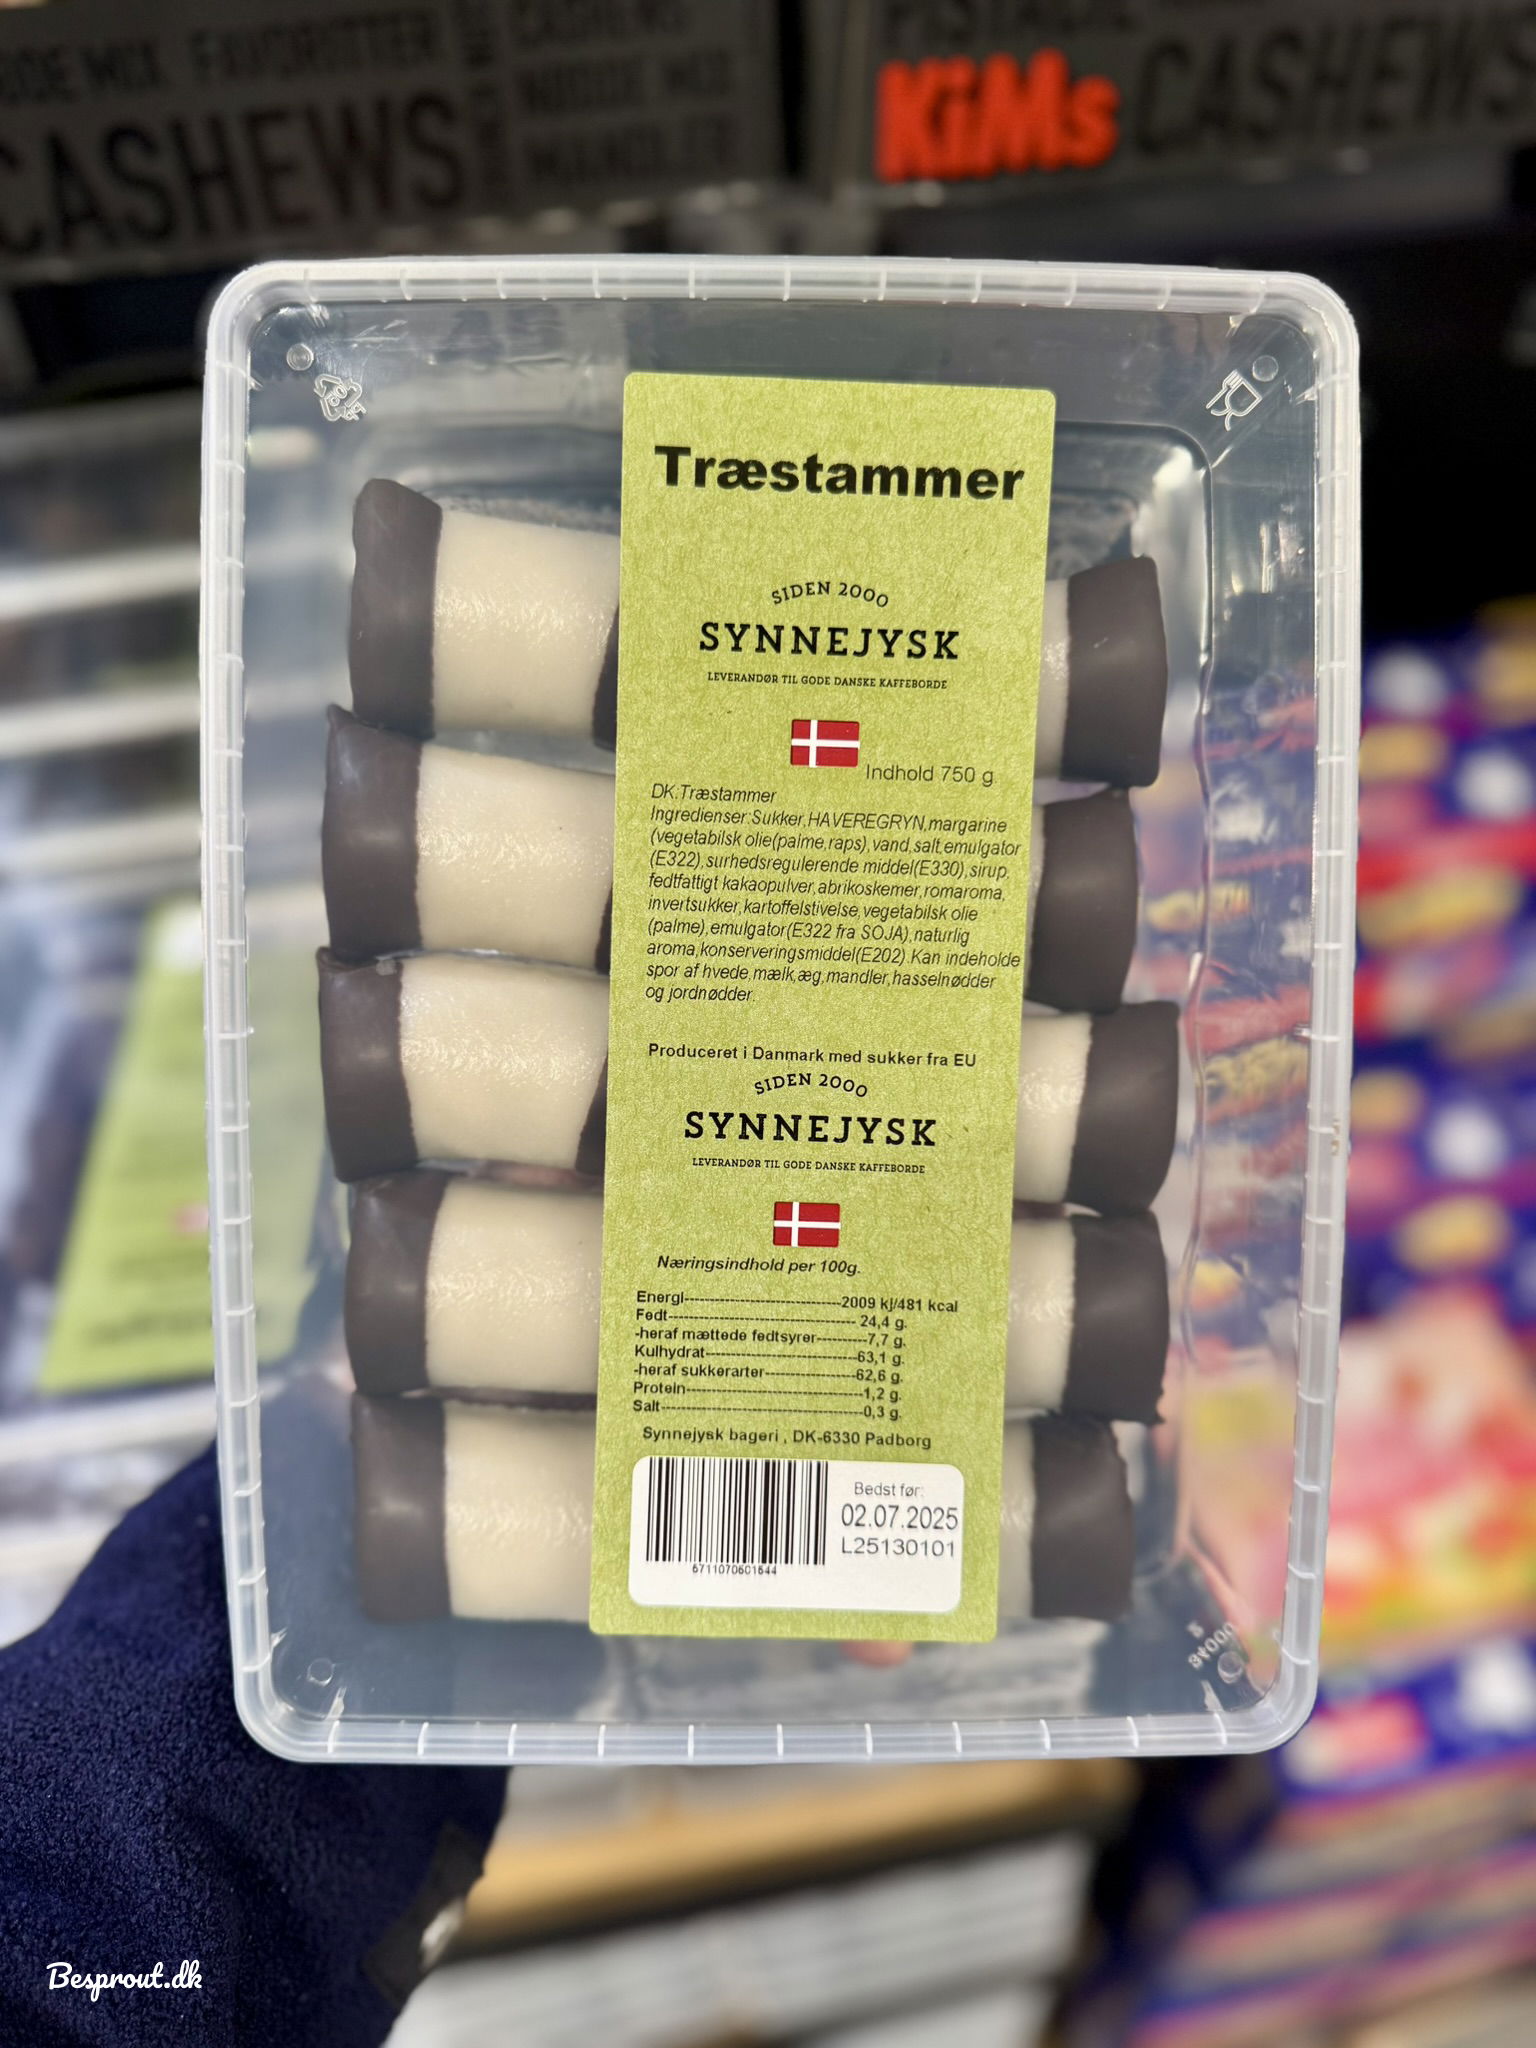 FAVORITTER
CASHEWS
KiMs
CASHEWS
Træstammer
SIDEN 2000
SYNNEJYSK
LEVERANDØR TIL GODE DANSKE KAFFEBORDE
Indhold 750 g
DK:Træstammer
Ingredienser:Sukker,HAVEREGRYN,margarine
(vegetabilsk olie(palme,raps),vand,salt,emulgator
(E322),surhedsregulerende middel(E330),sirup,
fedtfattigt kakaopulver,abrikoskerner,romaroma,
invertsukker,kartoffelstivelse,vegetabilsk olie
(palme),emulgator(E322 fra SOJA),naturlig
aroma,konserveringsmiddel(E202).Kan indeholde
spor af hvede,mælk,æg,mandler,hasselnødder
og jordnødder.
Produceret i Danmark med sukker fra EU
SIDEN 2000
SYNNEJYSK
LEVERANDØR TIL GODE DANSKE KAFFEBORDE
Næringsindhold per 100g.
Energi---2009 kj/481 kcal
Fedt---24,4 g.
-heraf mættede fedtsyrer---7,7 g.
Kulhydrat---63,1 g.
-heraf sukkerarter---62,6 g.
Protein---1,2 g.
Salt---0,3 g.
Synnejysk bageri , DK-6330 Padborg
Bedst før:
02.07.2025
L25130101
Besprout.dk